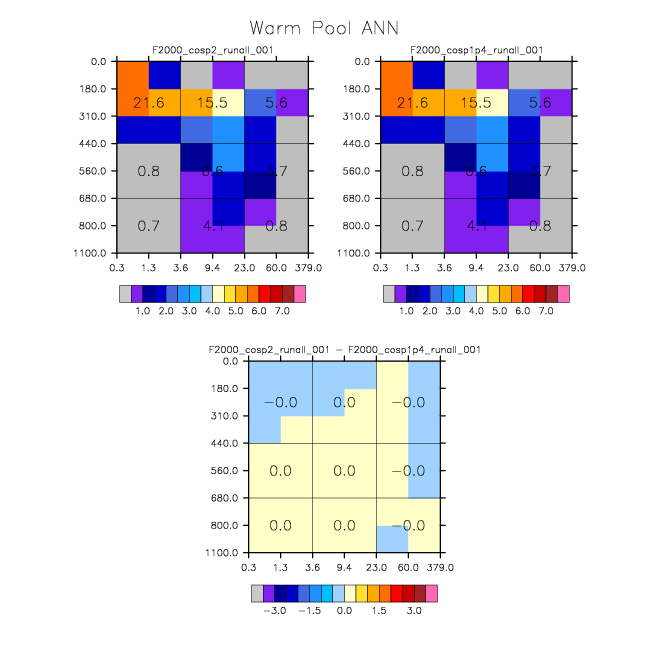 Warm Pool ANN
F2000_cosp2_runall_001
F2000_cosp1p4_runall_001
0.0
180.0
310.0
440.0
560.0
680.0
800.0
1100.0
21.6 15.5 5.6
0.8 6.6 3.7
0.7 4.1 0.8
0.3 1.3 3.6 9.4 23.0 60.0 379.0
1.0 2.0 3.0 4.0 5.0 6.0 7.0
0.0
180.0
310.0
440.0
560.0
680.0
800.0
1100.0
21.6 15.5 5.6
0.8 6.6 3.7
0.7 4.1 0.8
0.3 1.3 3.6 9.4 23.0 60.0 379.0
1.0 2.0 3.0 4.0 5.0 6.0 7.0
F2000_cosp2_runall_001 − F2000_cosp1p4_runall_001
0.0
180.0
310.0
440.0
560.0
680.0
800.0
1100.0
−0.0 0.0 −0.0
0.0 0.0 −0.0
0.0 0.0 −0.0
0.3 1.3 3.6 9.4 23.0 60.0 379.0
−3.0 −1.5 0.0 1.5 3.0